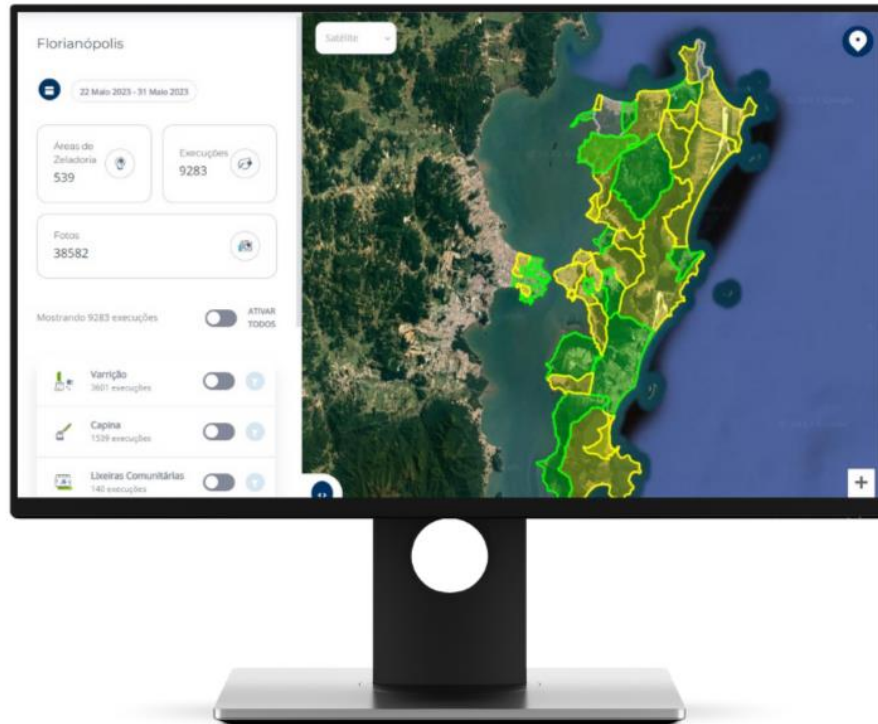 Florianópolis
22 Maio 2023 - 31 Maio 2023
Áreas de
Zeladoria
539
Execuções
9283
Fotos
38582
Mostrando 9283 execuções
ATIVAR
TODOS
Varrição
3601 execuções
Capina
1539 execuções
Lixeiras Comunitárias
140 execuções
Satélite